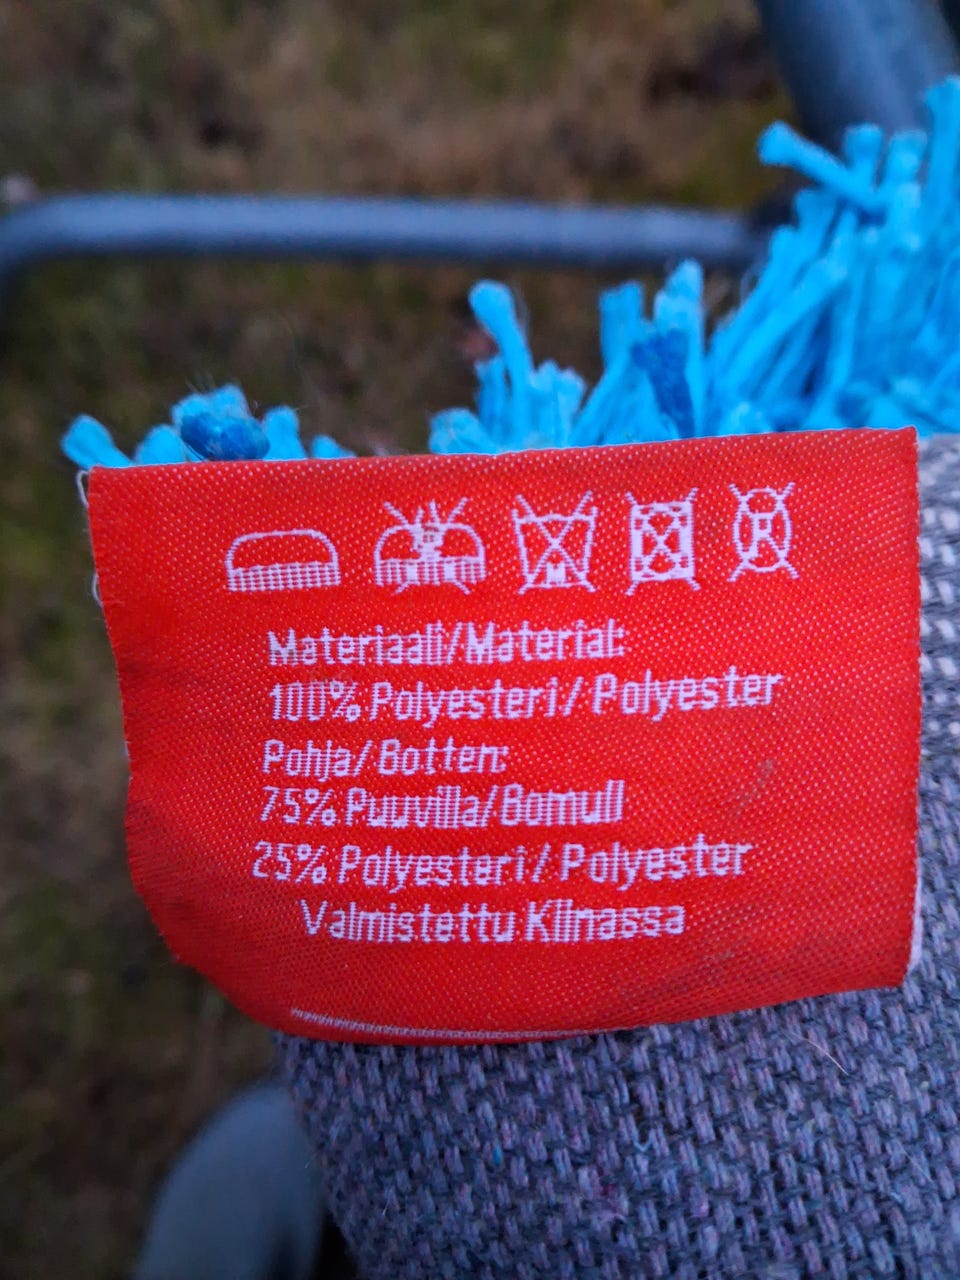 Materiaali/Material:
100% Polyesteri/Polyester
Pohja/Botten:
75% Puuvilla/Bomull
25% Polyesteri/Polyester
Valmistettu Kiinassa